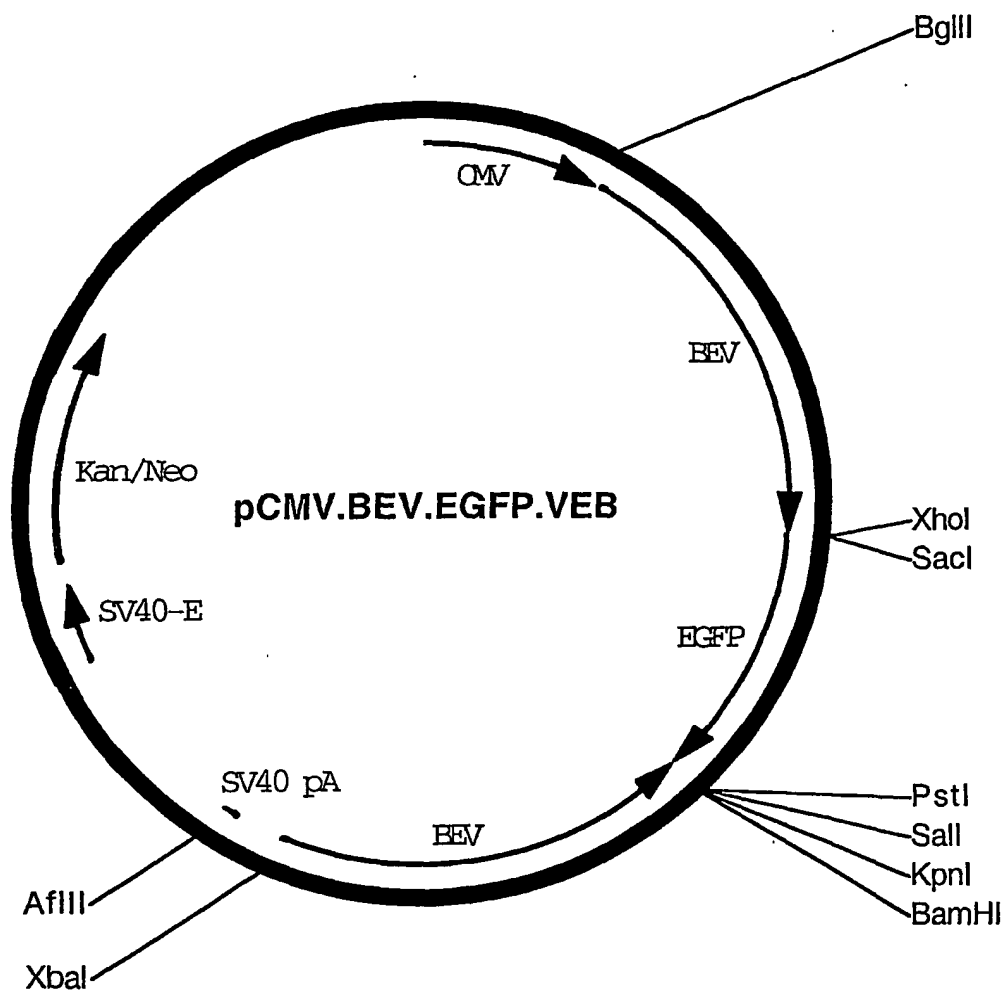 BglII
CMV
BEV
Kan/Neo
pCMV.BEV.EGFP.VEB
XhoI
SacI
SV40-E
EGFP
SV40 pA
PstI
SalI
BEV
KpnI
AflII
BamHI
XbaI